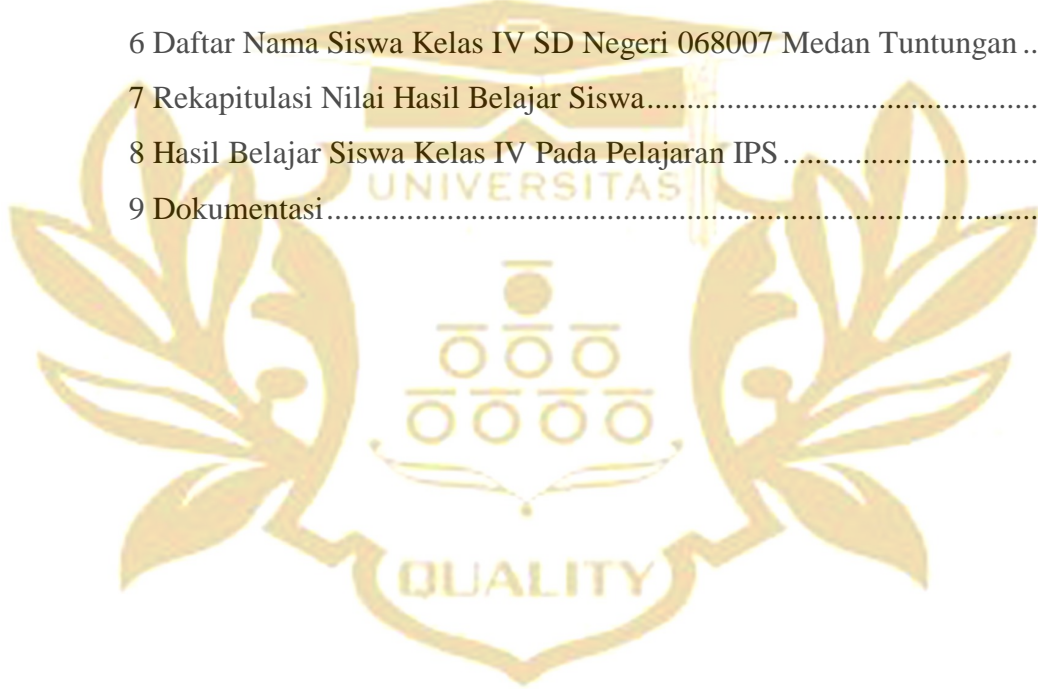 6 Daftar Nama Siswa Kelas IV SD Negeri 068007 Medan Tuntungan ..
7 Rekapitulasi Nilai Hasil Belajar Siswa..................................................
8 Hasil Belajar Siswa Kelas IV Pada Pelajaran IPS ................................
UNIVERSITAS
9 Dokumentasi..........................................................................................
QUALITY